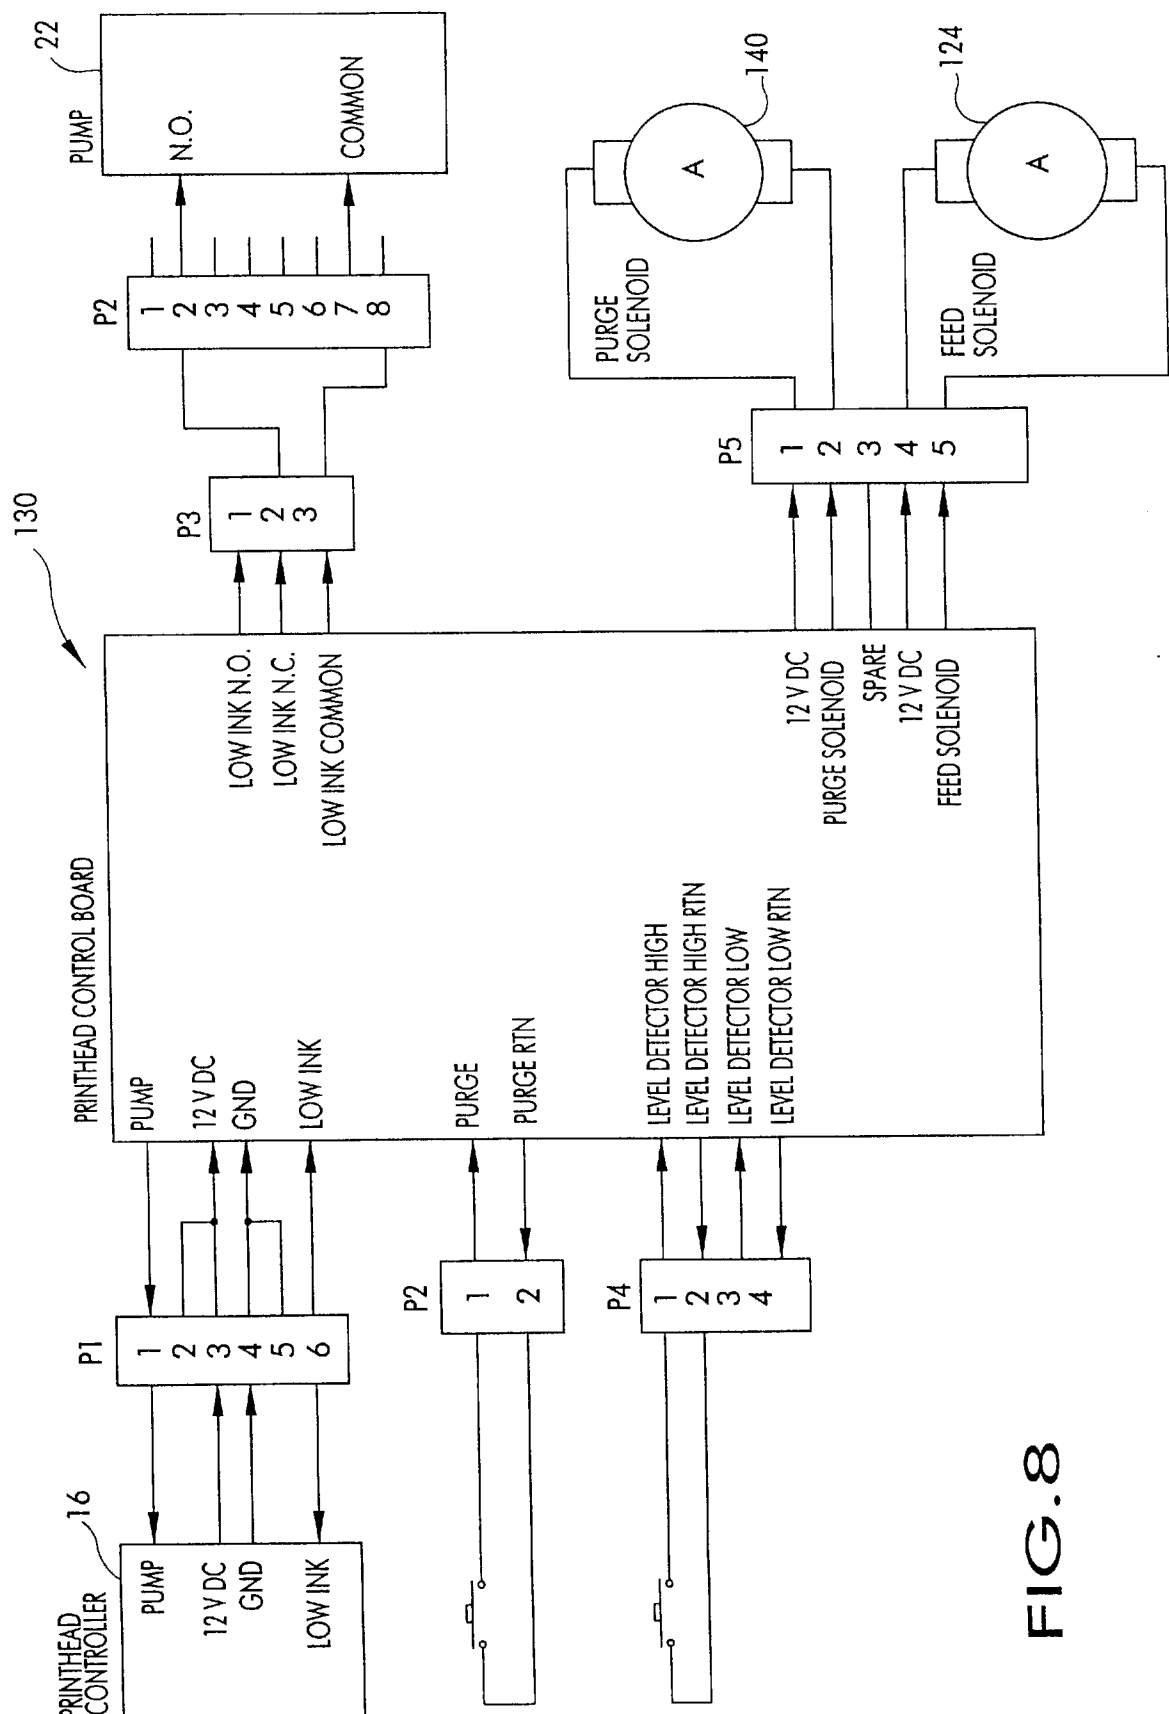 PRINTHEAD
CONTROLLER
16
PUMP
12 V DC
GND
LOW INK
P1
1
2
3
4
5
6
P2
1
2
P4
1
2
3
4
PRINTHEAD CONTROL BOARD
130
PUMP
12 V DC
GND
LOW INK
PURGE
PURGE RTN
LEVEL DETECTOR HIGH
LEVEL DETECTOR HIGH RTN
LEVEL DETECTOR LOW
LEVEL DETECTOR LOW RTN
LOW INK N.O.
LOW INK N.C.
LOW INK COMMON
12 V DC
PURGE SOLENOID
SPARE
12 V DC
FEED SOLENOID
P3
1
2
3
P2
1
2
3
4
5
6
7
8
PUMP
22
N.O.
COMMON
P5
1
2
3
4
5
PURGE
SOLENOID
A
140
FEED
SOLENOID
A
124
FIG.8